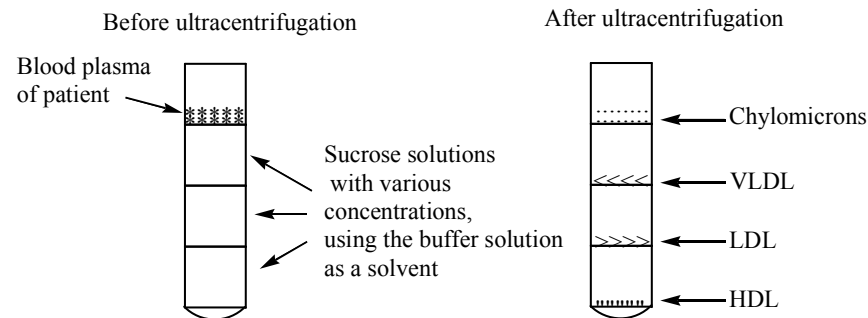 Before ultracentrifugation
After ultracentrifugation
Blood plasma
of patient
Sucrose solutions
with various
concentrations,
using the buffer solution
as a solvent
Chylomicrons
VLDL
LDL
HDL